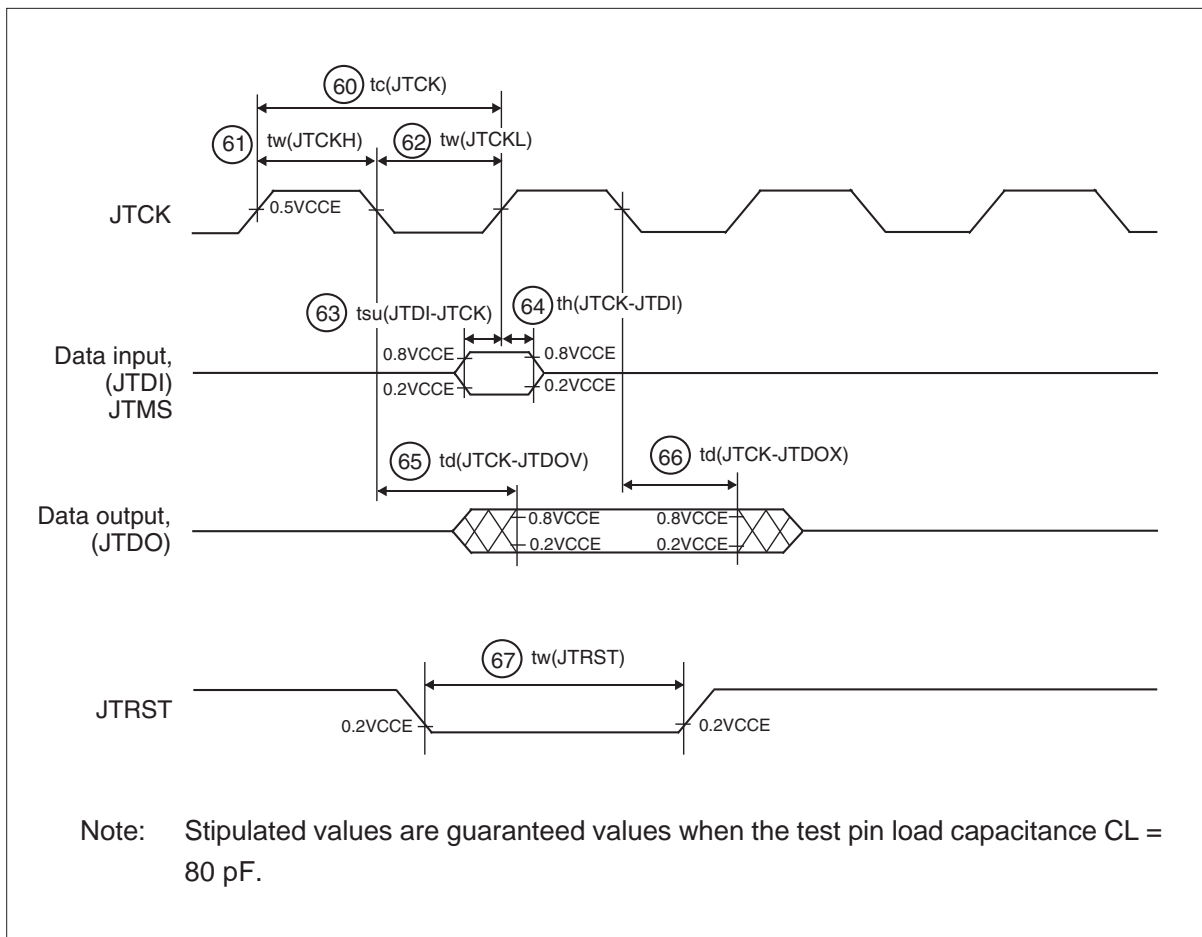 60 tc(JTCK)
61 tw(JTCKH) 62 tw(JTCKL)
JTCK
0.5VCCE
63 tsu(JTDI-JTCK) 64 th(JTCK-JTDI)
Data input,
(JTDI)
JTMS
0.8VCCE 0.8VCCE
0.2VCCE 0.2VCCE
65 td(JTCK-JTDOV) 66 td(JTCK-JTDOX)
Data output,
(JTDO)
0.8VCCE 0.8VCCE
0.2VCCE 0.2VCCE
67 tw(JTRST)
JTRST
0.2VCCE 0.2VCCE
Note: Stipulated values are guaranteed values when the test pin load capacitance CL =
80 pF.